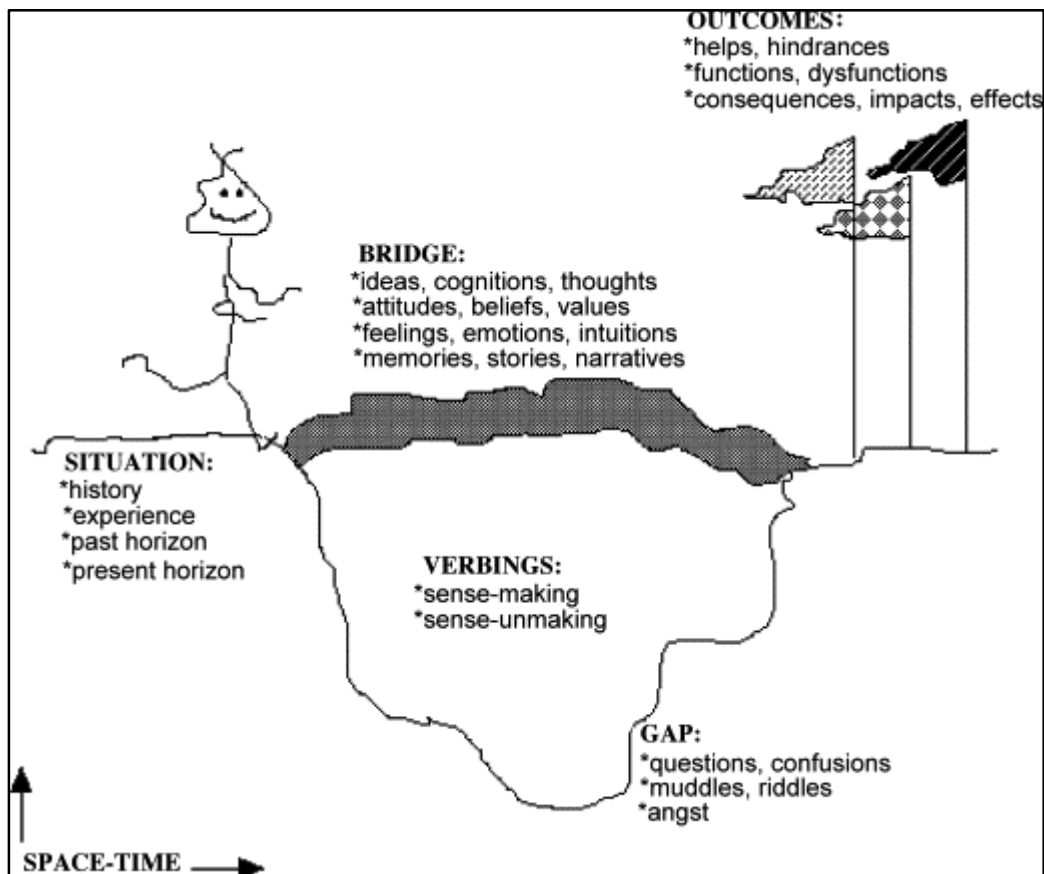 OUTCOMES:
*helps, hindrances
*functions, dysfunctions
*consequences, impacts, effects
BRIDGE:
*ideas, cognitions, thoughts
*attitudes, beliefs, values
*feelings, emotions, intuitions
*memories, stories, narratives
SITUATION:
*history
*experience
*past horizon
*present horizon
VERBINGS:
*sense-making
*sense-unmaking
GAP:
*questions, confusions
*muddles, riddles
*angst
SPACE-TIME